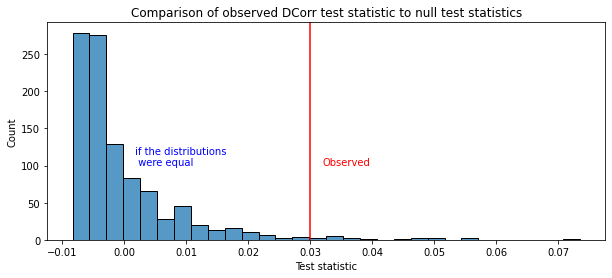 Comparison of observed DCorr test statistic to null test statistics
Count
250
200
150
100
50
0
if the distributions
were equal
Observed
−0.01 0.00 0.01 0.02 0.03 0.04 0.05 0.06 0.07
Test statistic